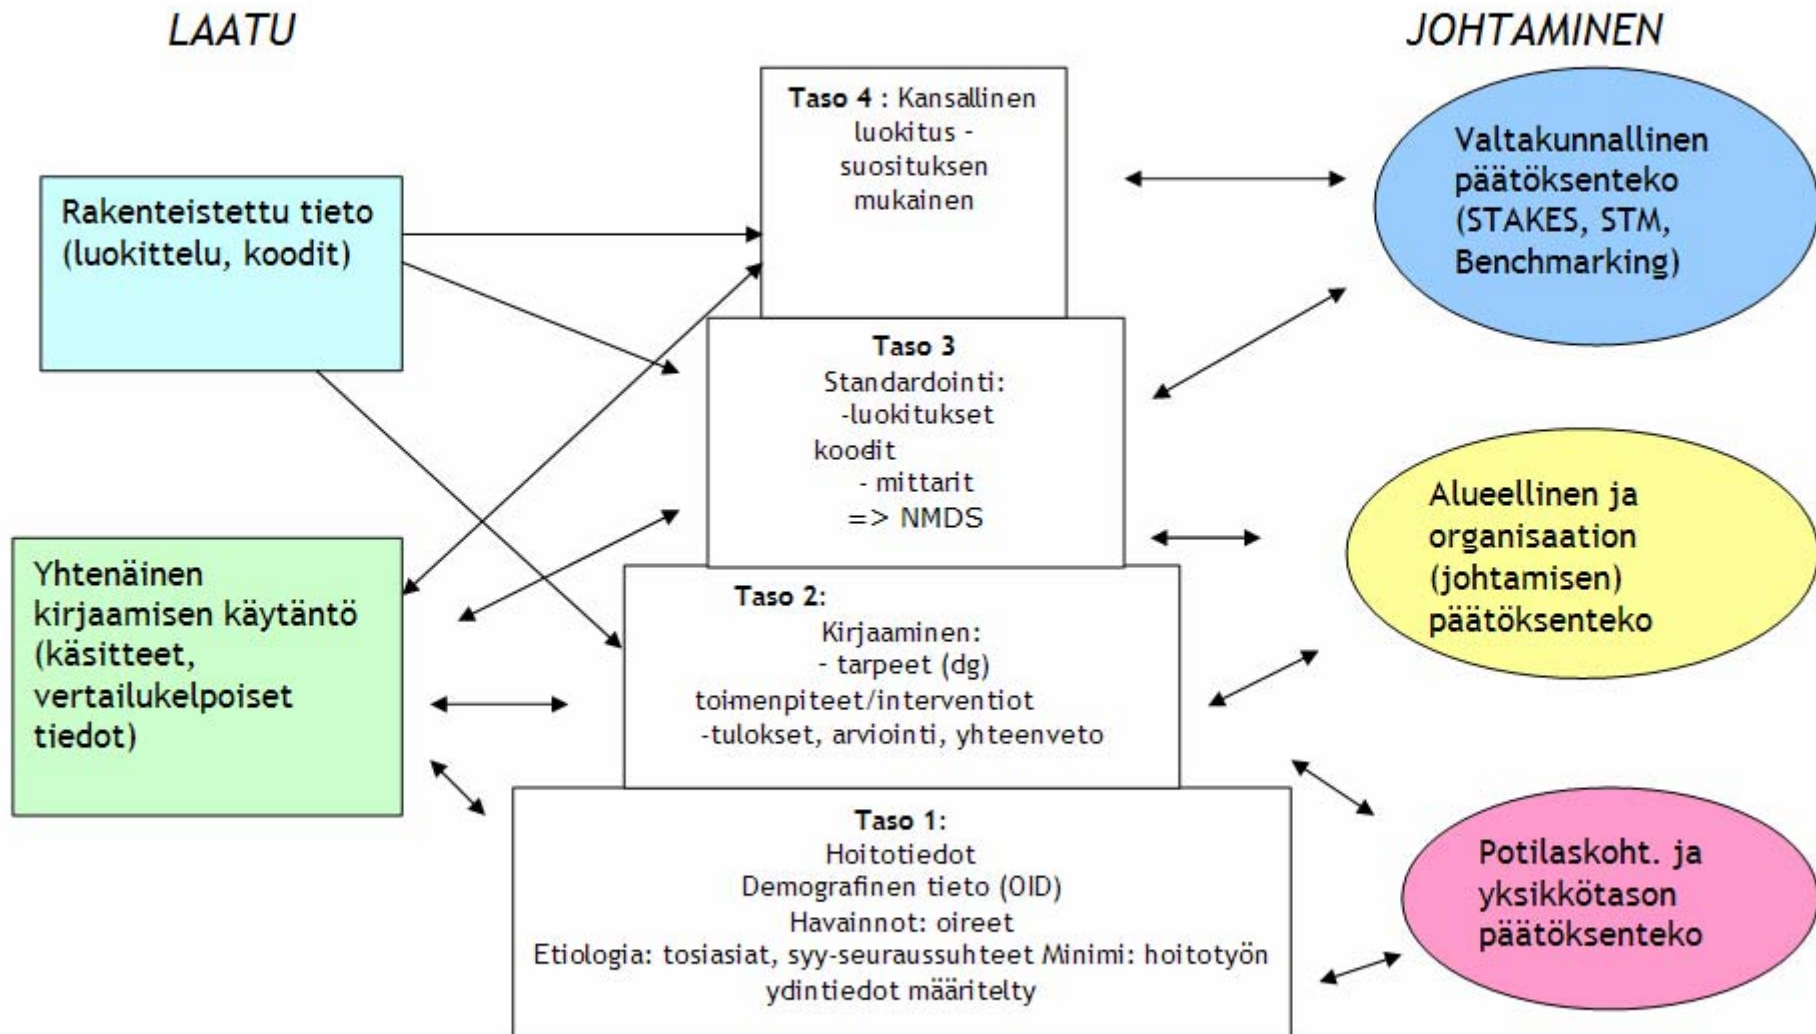 LAATU
JOHTAMINEN
Rakenteistettu tieto
(luokittelu, koodit)
Yhtenäinen
kirjaamisen käytäntö
(käsitteet,
vertailukelpoiset
tiedot)
Taso 4 : Kansallinen
luokitus -
suosituksen
mukainen
Taso 3
Standardointi:
-luokitukset
koodit
- mittarit
=> NMDS
Taso 2:
Kirjaaminen:
- tarpeet (dg)
toimenpiteet/interventiot
-tulokset, arviointi, yhteenveto
Taso 1:
Hoitotiedot
Demografinen tieto (OID)
Havainnot: oireet
Etiologia: tosiasiat, syy-seuraussuhteet Minimi: hoitotyön
ydintiedot määritelty
Valtakunnallinen
päätöksenteko
(STAKES, STM,
Benchmarking)
Alueellinen ja
organisaation
(johtamisen)
päätöksenteko
Potilaskoht. ja
yksikkötason
päätöksenteko